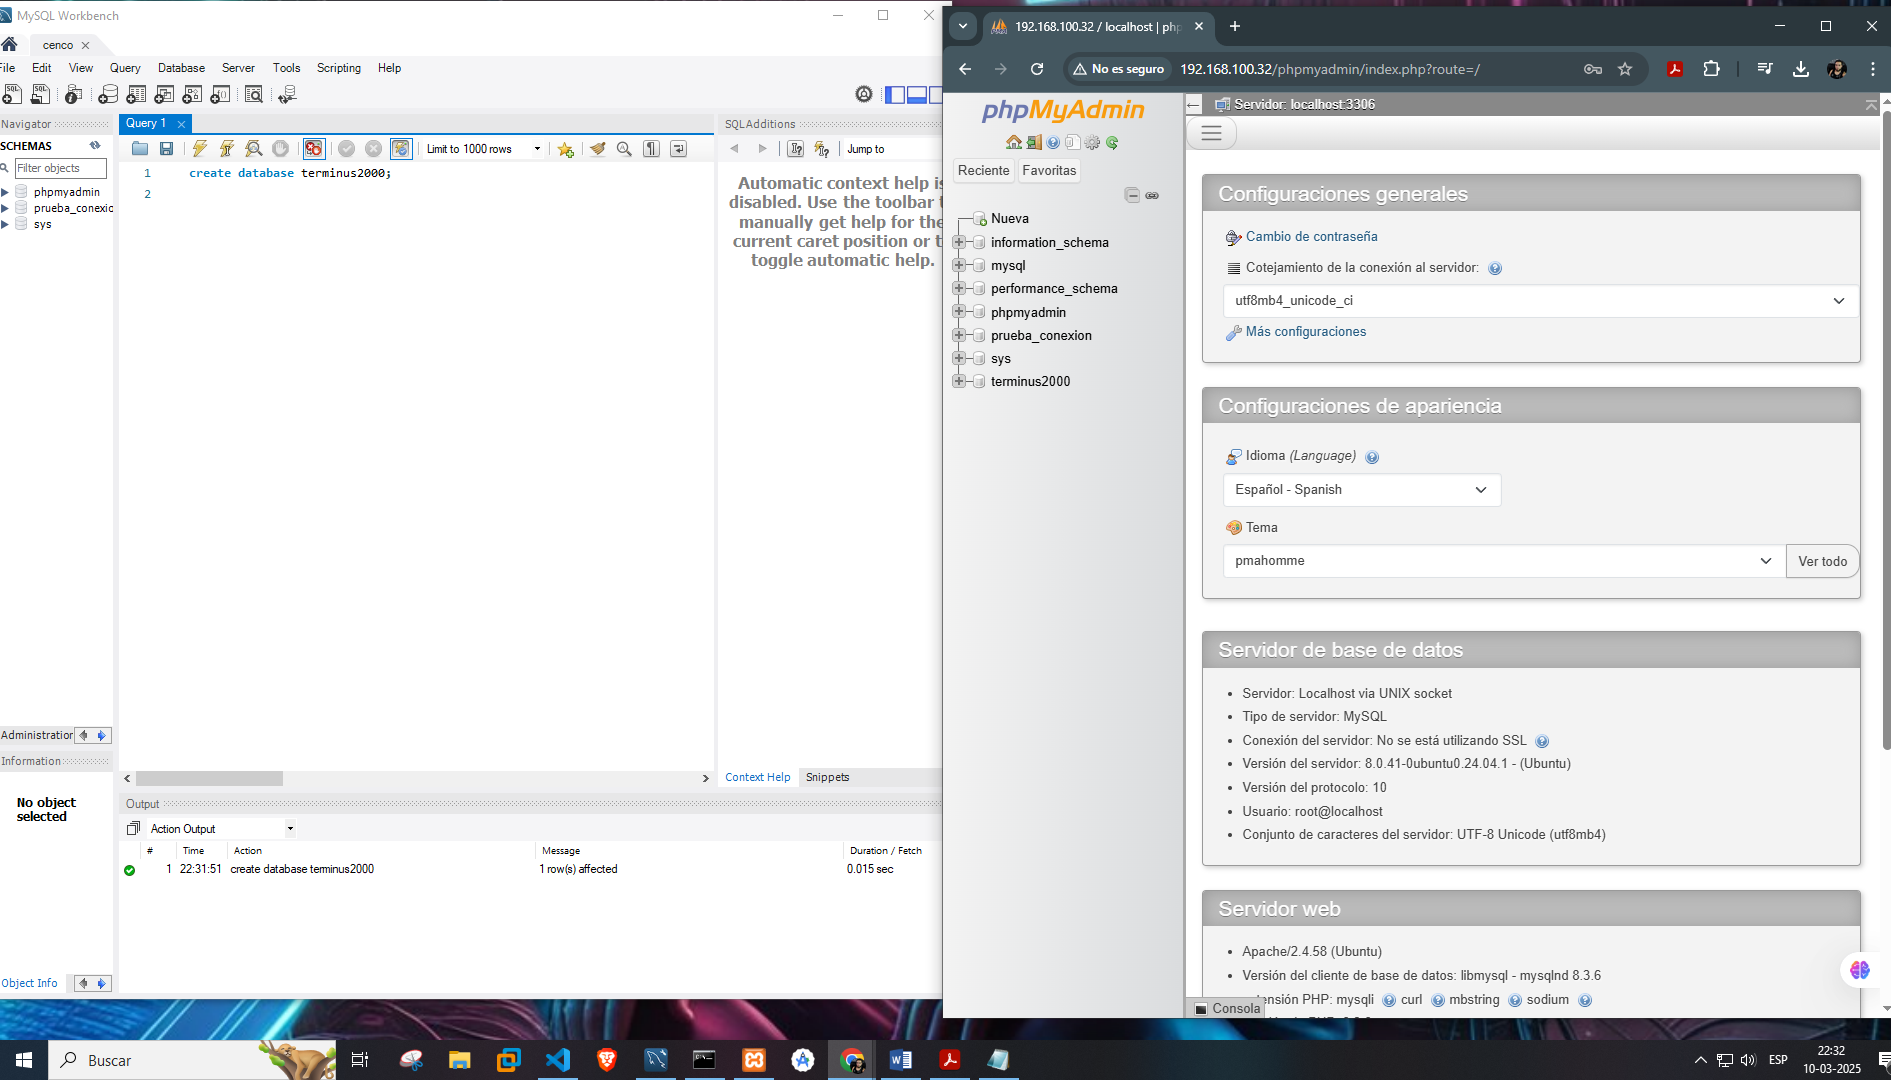 MySQL Workbench
cenco
File Edit View Query Database Server Tools Scripting Help
Navigator
SCHEMAS
Filter objects
phpmyadmin
prueba_conexio
sys
Administration
Information
No object
selected
Object Info
Query 1
Limit to 1000 rows
1 create database terminus2000;
2
SQLAdditions
Jump to
Automatic context help is
disabled. Use the toolbar t
manually get help for the
current caret position or t
toggle automatic help.
Context Help Snippets
Output
Action Output
# Time Action Message Duration / Fetch
1 22:31:51 create database terminus2000 1 row(s) affected 0.015 sec
192.168.100.32 / localhost | php
No es seguro 192.168.100.32/phpmyadmin/index.php?route=/
phpMyAdmin
Reciente Favoritas
Nueva
information_schema
mysql
performance_schema
phpmyadmin
prueba_conexion
sys
terminus2000
Servidor: localhost:3306
Configuraciones generales
Cambio de contraseña
Cotejamiento de la conexión al servidor:
utf8mb4_unicode_ci
Más configuraciones
Configuraciones de apariencia
Idioma (Language)
Español - Spanish
Tema
pmahomme
Ver todo
Servidor de base de datos
• Servidor: Localhost via UNIX socket
• Tipo de servidor: MySQL
• Conexión del servidor: No se está utilizando SSL
• Versión del servidor: 8.0.41-0ubuntu0.24.04.1 - (Ubuntu)
• Versión del protocolo: 10
• Usuario: root@localhost
• Conjunto de caracteres del servidor: UTF-8 Unicode (utf8mb4)
Servidor web
• Apache/2.4.58 (Ubuntu)
• Versión del cliente de base de datos: libmysql - mysqlnd 8.3.6
tensión PHP: mysqli curl mbstring sodium
Consola
Buscar
ESP
22:32
10-03-2025